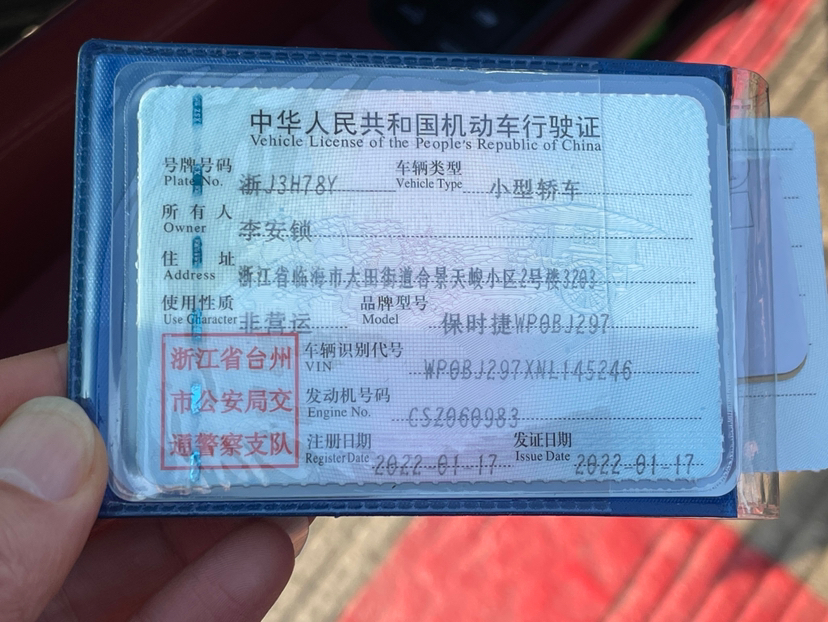 中华人民共和国机动车行驶证
Vehicle License of the People's Republic of China
号牌号码 浙J3H78Y 车辆类型 小型轿车
Plate No. Vehicle Type
所有人 李安锁
Owner
住址 浙江省临海市大田街道合景天峻小区2号楼3203
Address
使用性质 非营运 品牌型号 保时捷WP0BJ297
Use Character Model
浙江省台州
市公安局交
通警察支队
车辆识别代号 WP0BJ297XNL145246
VIN
发动机号码 CSZ060983
Engine No.
注册日期 2022-01-17 发证日期 2022-01-17
Register Date Issue Date